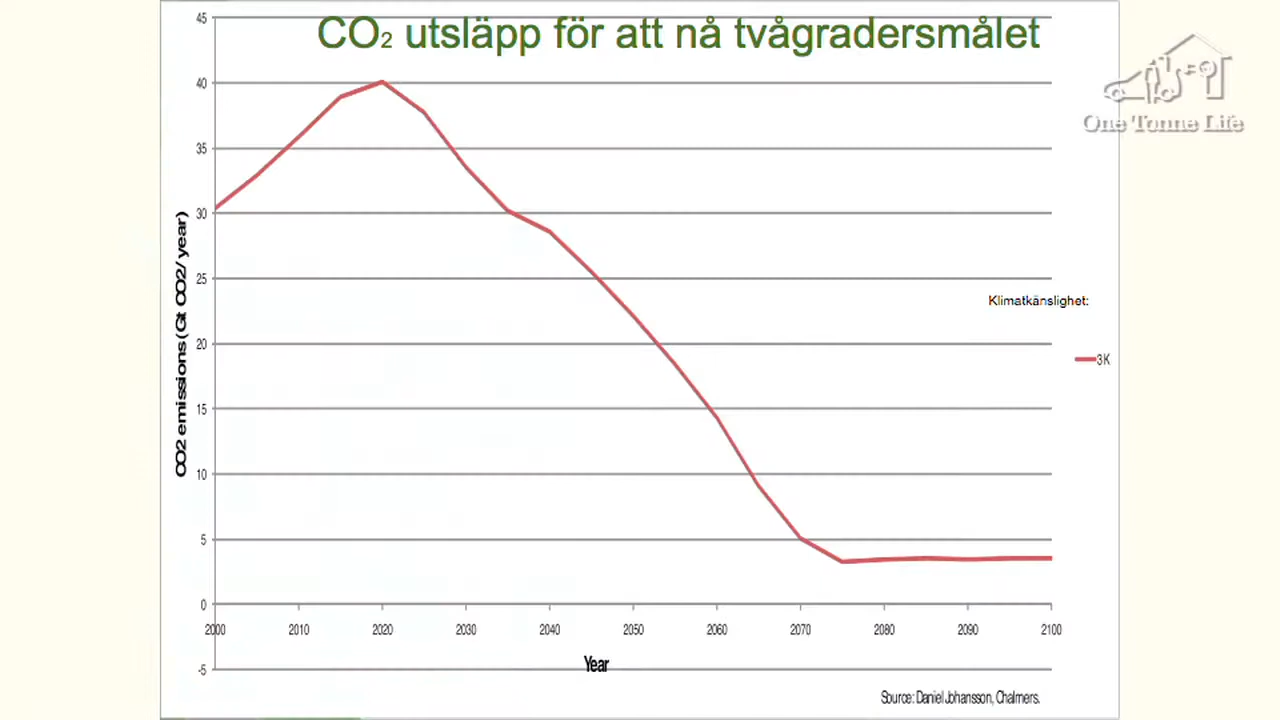 CO2 utsläpp för att nå tvågradersmålet
One Tonne Life
45
40
35
30
25
20
15
10
5
0
-5
CO2 emissions (Gt CO2/year)
Klimatkänslighet:
3K
2000 2010 2020 2030 2040 2050 2060 2070 2080 2090 2100
Year
Source: Daniel Johansson, Chalmers.